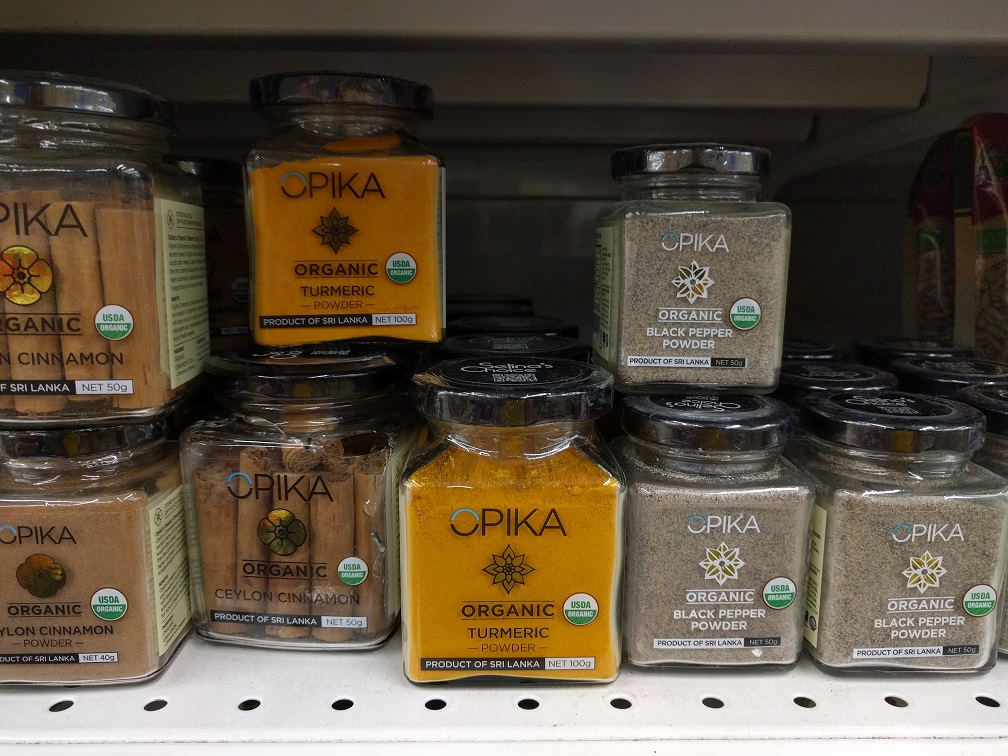 PIKA
RGANIC
N CINNAMON
F SRI LANKA NET 50g
USDA
ORGANIC
OPIKA
ORGANIC
TURMERIC
— POWDER —
PRODUCT OF SRI LANKA NET 100g
USDA
ORGANIC
OPIKA
ORGANIC
BLACK PEPPER
POWDER
PRODUCT OF SRI LANKA NET 50g
USDA
ORGANIC
OPIKA
ORGANIC
YLON CINNAMON
— POWDER —
DUCT OF SRI LANKA NET 40g
USDA
ORGANIC
OPIKA
ORGANIC
CEYLON CINNAMON
PRODUCT OF SRI LANKA NET 50g
USDA
ORGANIC
Selina's
Choice
OPIKA
ORGANIC
TURMERIC
— POWDER —
PRODUCT OF SRI LANKA NET 100g
USDA
ORGANIC
OPIKA
ORGANIC
BLACK PEPPER
POWDER
PRODUCT OF SRI LANKA NET 50g
USDA
ORGANIC
OPIKA
ORGANIC
BLACK PEPPER
POWDER
PRODUCT OF SRI LANKA NET 50g
USDA
ORGANIC